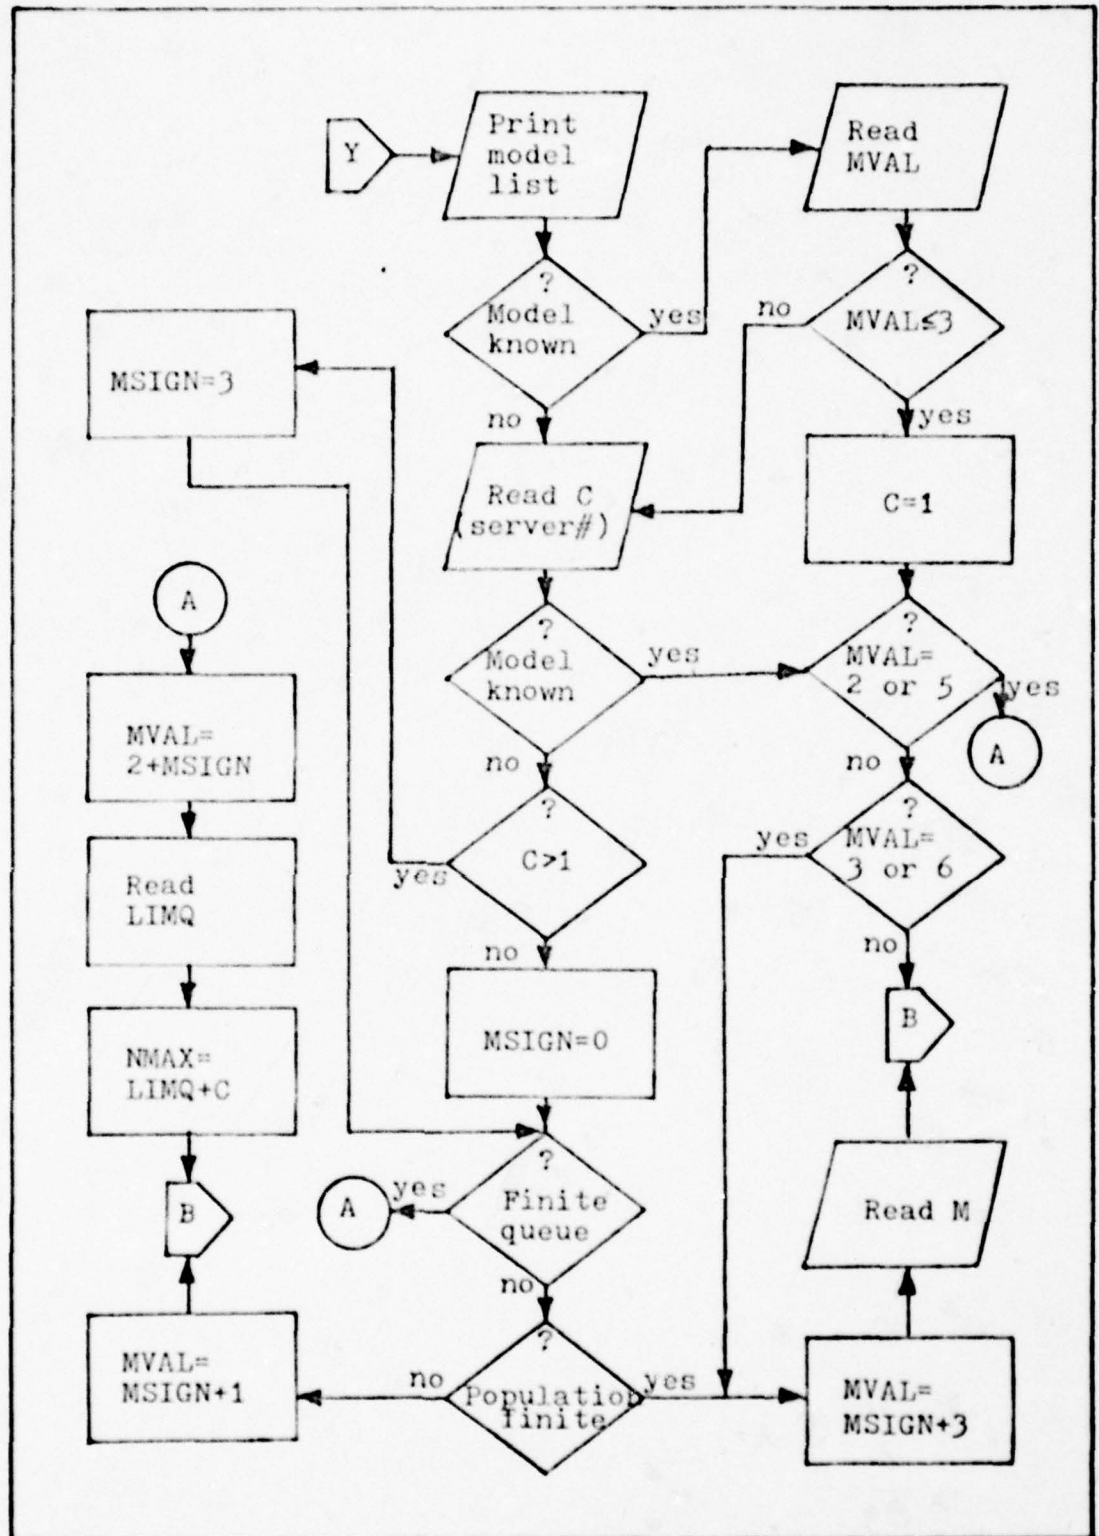 Y
Print
model
list
Read
MVAL
?
Model
known
yes
no
?
MVAL≤3
no
yes
MSIGN=3
Read C
(server#)
C=1
A
?
Model
known
yes
no
?
MVAL=
2 or 5
yes
A
no
MVAL=
2+MSIGN
?
C>1
yes
no
?
MVAL=
3 or 6
yes
no
Read
LIMQ
MSIGN=0
B
NMAX=
LIMQ+C
B
A
yes
?
Finite
queue
no
Read M
MVAL=
MSIGN+1
no
?
Population
finite
yes
MVAL=
MSIGN+3